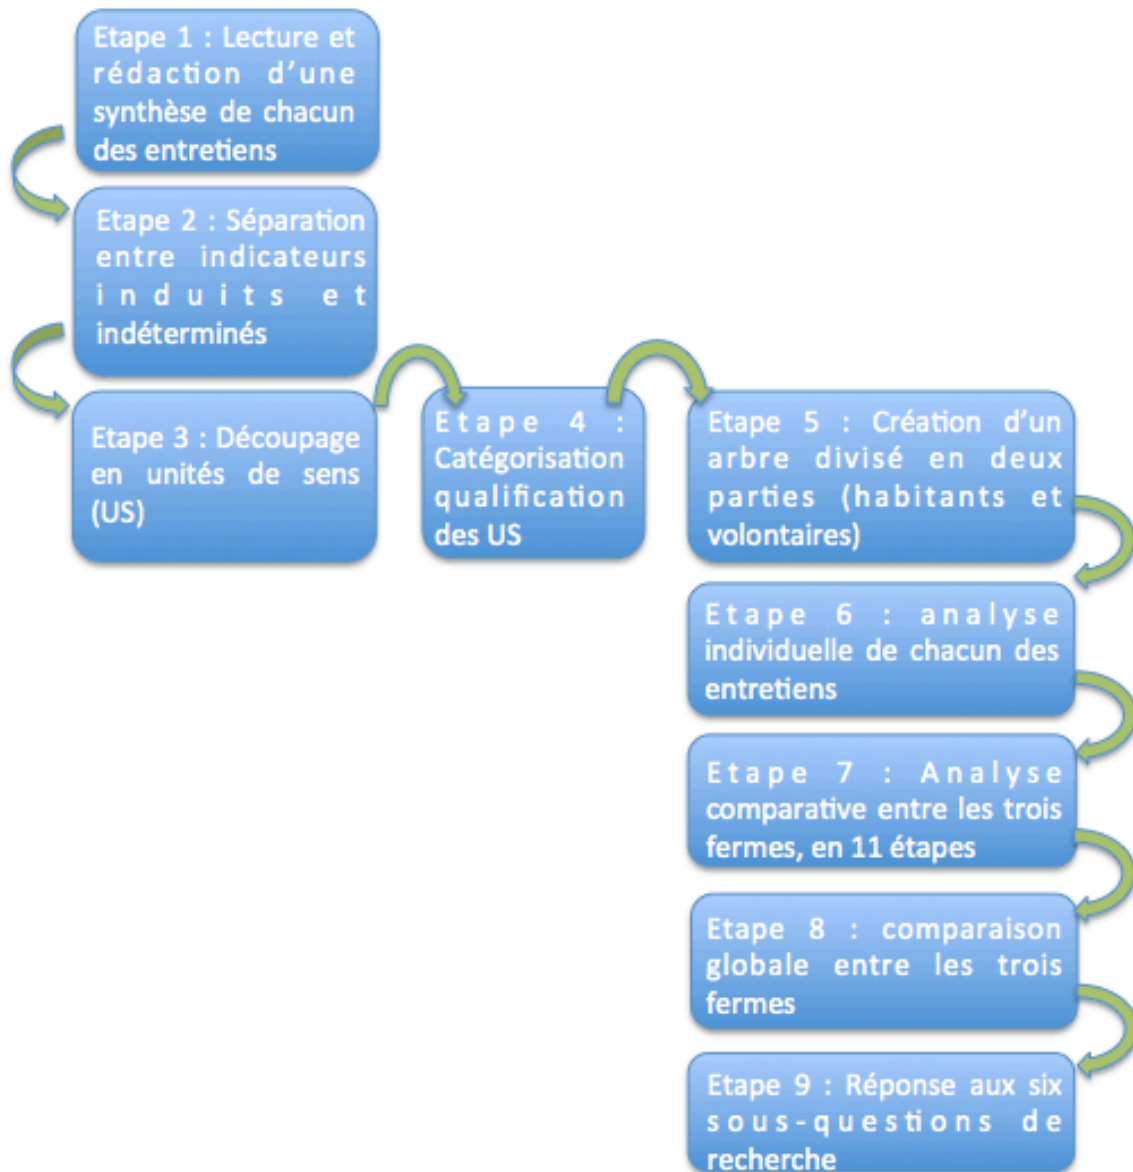 Etape 1 : Lecture et
rédaction d'une
synthèse de chacun
des entretiens
Etape 2 : Séparation
entre indicateurs
induits et
indéterminés
Etape 3 : Découpage
en unités de sens
(US)
Etape 4 :
Catégorisation
qualification
des US
Etape 5 : Création d'un
arbre divisé en deux
parties (habitants et
volontaires)
Etape 6 : analyse
individuelle de chacun des
entretiens
Etape 7 : Analyse
comparative entre les trois
fermes, en 11 étapes
Etape 8 : comparaison
globale entre les trois
fermes
Etape 9 : Réponse aux six
sous-questions de
recherche